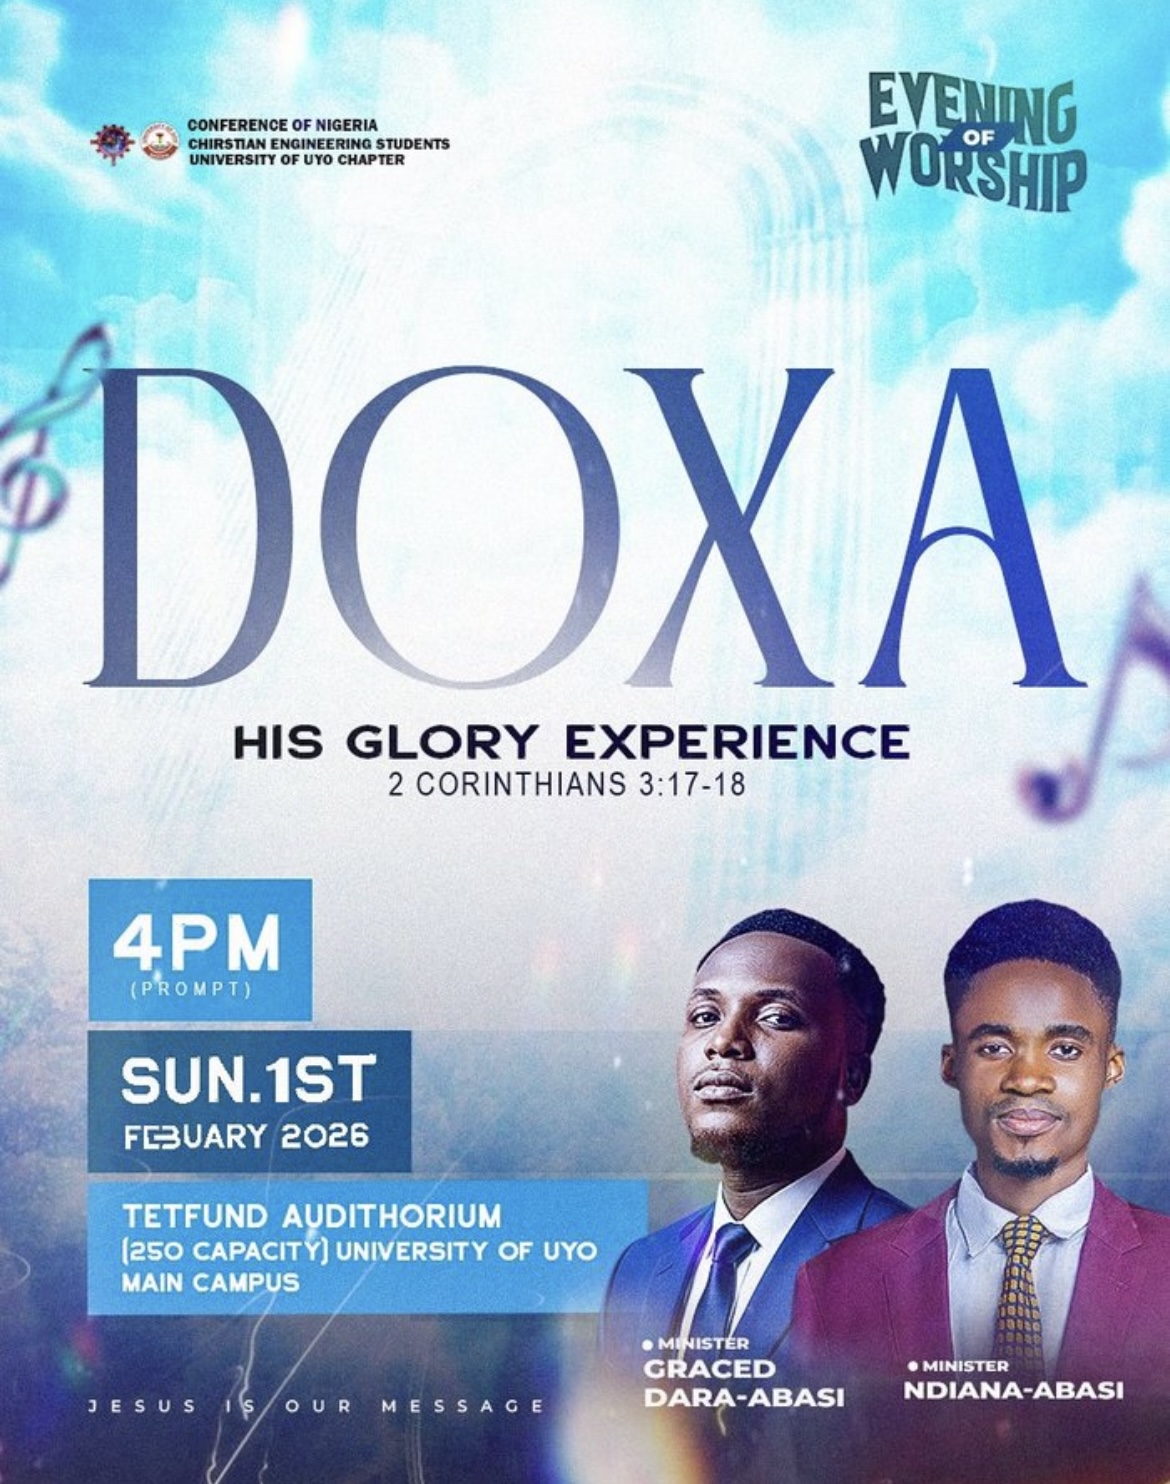 CONFERENCE OF NIGERIA
CHIRSTIAN ENGINEERING STUDENTS
UNIVERSITY OF UYO CHAPTER
EVENING
OF
WORSHIP
DOXA
HIS GLORY EXPERIENCE
2 CORINTHIANS 3:17-18
4PM
(PROMPT)
SUN.1ST
FEBUARY 2026
TETFUND AUDITHORIUM
(250 CAPACITY) UNIVERSITY OF UYO
MAIN CAMPUS
MINISTER
GRACED
DARA-ABASI
MINISTER
NDIANA-ABASI
JESUS IS OUR MESSAGE